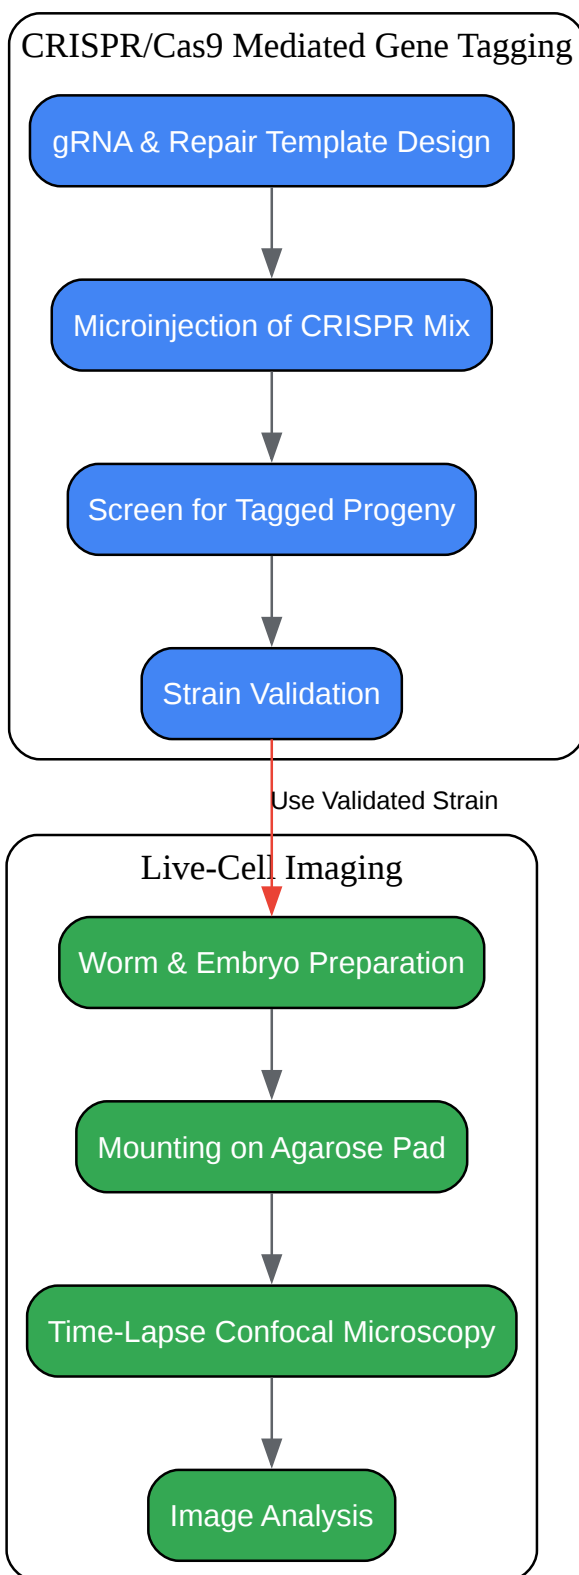 CRISPR/Cas9 Mediated Gene Tagging
gRNA & Repair Template Design
Microinjection of CRISPR Mix
Screen for Tagged Progeny
Strain Validation
Use Validated Strain
Live-Cell Imaging
Worm & Embryo Preparation
Mounting on Agarose Pad
Time-Lapse Confocal Microscopy
Image Analysis